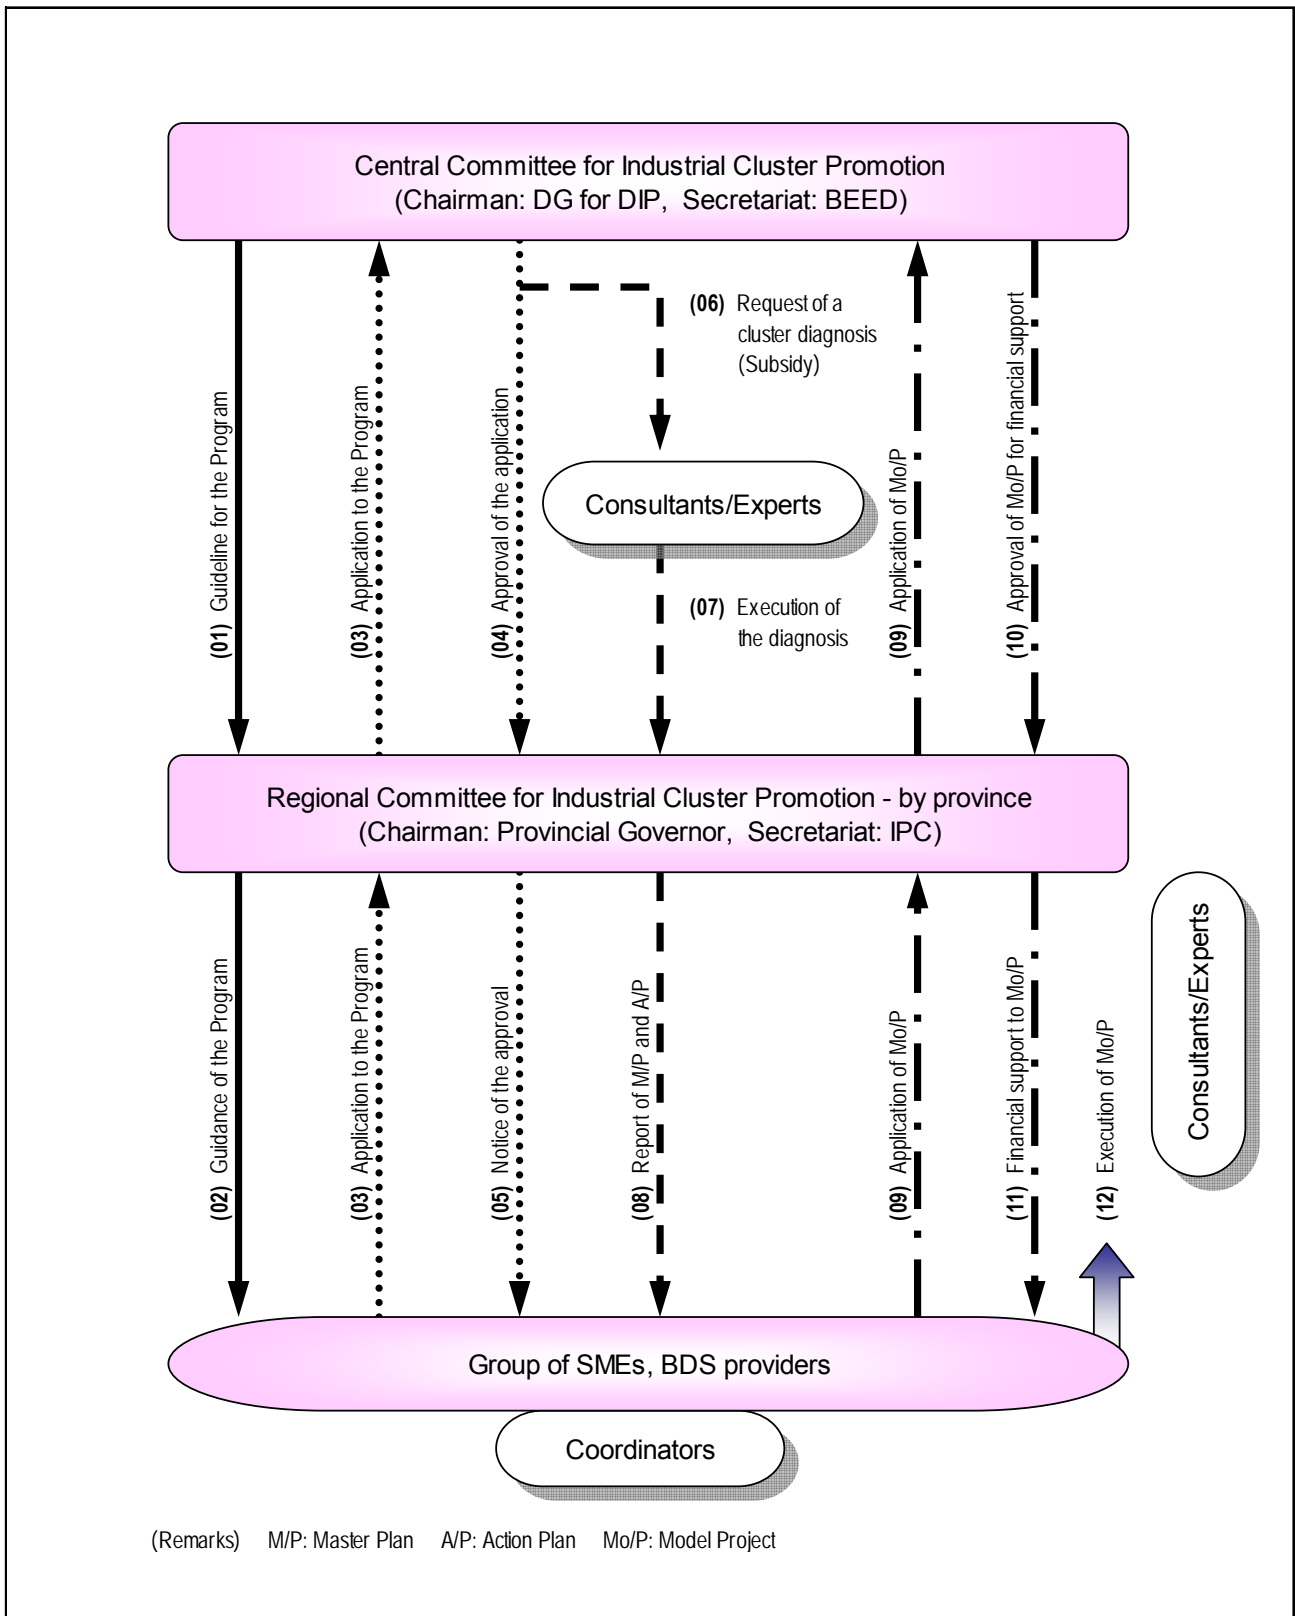 Central Committee for Industrial Cluster Promotion
(Chairman: DG for DIP, Secretariat: BEED)
(01) Guideline for the Program
(03) Application to the Program
(04) Approval of the application
(06) Request of a
cluster diagnosis
(Subsidy)
Consultants/Experts
(07) Execution of
the diagnosis
(09) Application of Mo/P
(10) Approval of Mo/P for financial support
Regional Committee for Industrial Cluster Promotion - by province
(Chairman: Provincial Governor, Secretariat: IPC)
(02) Guidance of the Program
(03) Application to the Program
(05) Notice of the approval
(08) Report of M/P and A/P
(09) Application of Mo/P
(11) Financial support to Mo/P
(12) Execution of Mo/P
Consultants/Experts
Group of SMEs, BDS providers
Coordinators
(Remarks) M/P: Master Plan A/P: Action Plan Mo/P: Model Project